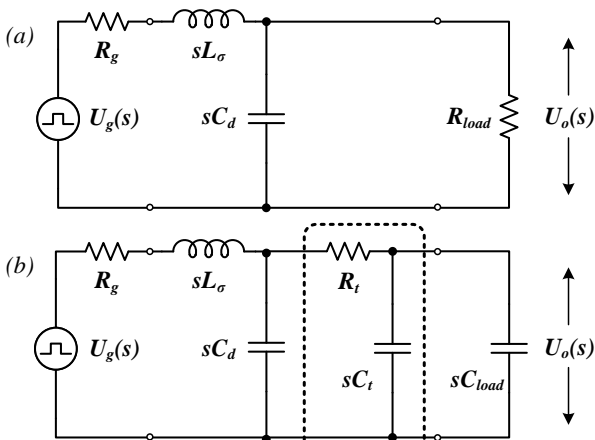 (a)
R_g
sL_σ
U_g(s)
sC_d
R_load
U_o(s)
(b)
R_g
sL_σ
R_t
U_g(s)
sC_d
sC_t
sC_load
U_o(s)